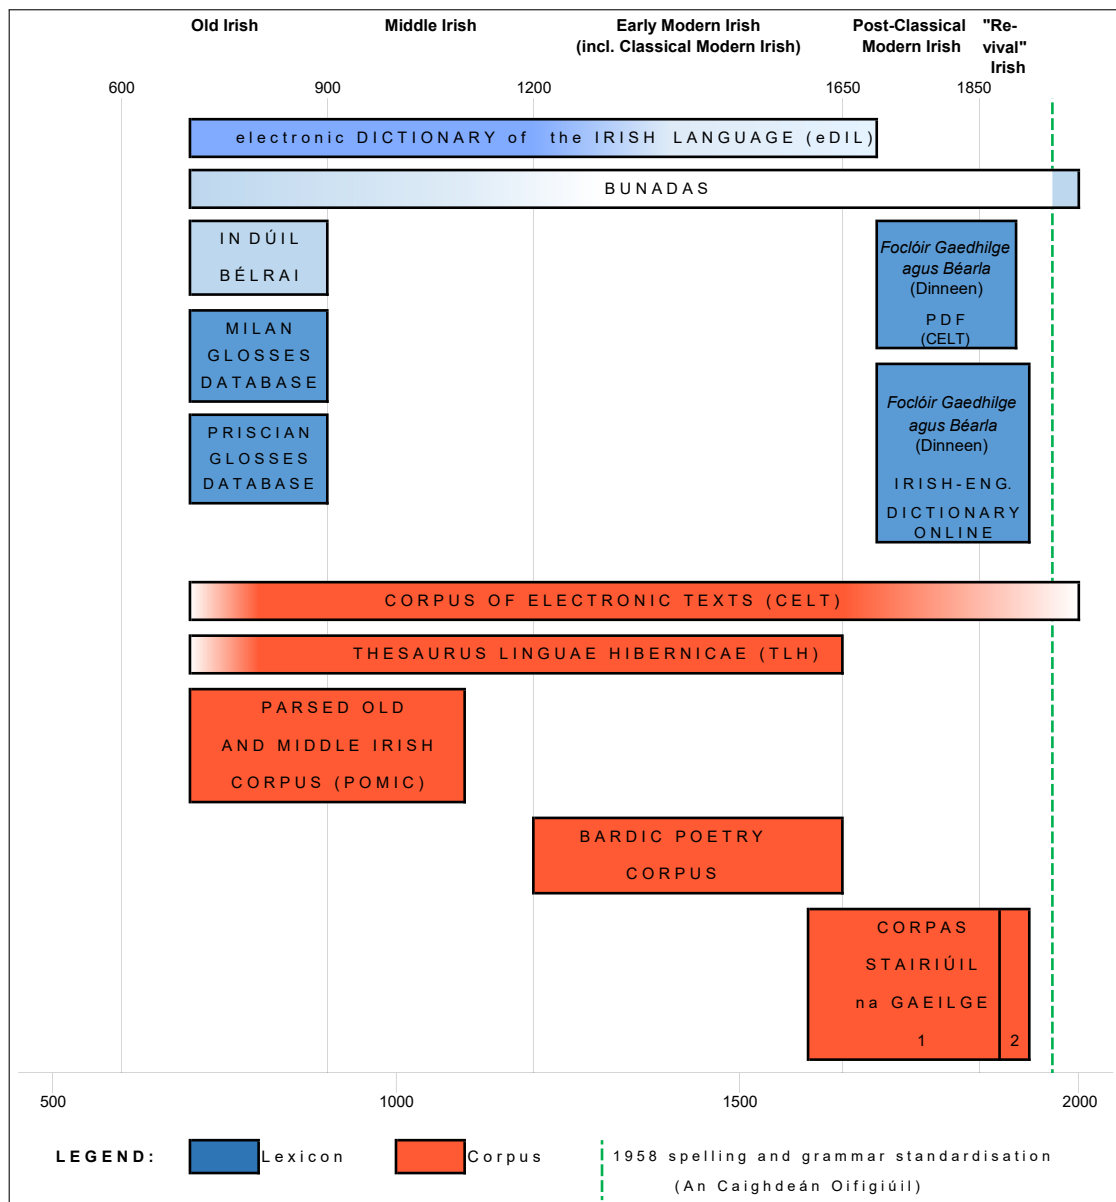 Old Irish
Middle Irish
Early Modern Irish
(incl. Classical Modern Irish)
Post-Classical
Modern Irish
"Re-
vival"
Irish
600
900
1200
1650
1850
electronic DICTIONARY of the IRISH LANGUAGE (eDIL)
BUNADAS
IN DÚIL
BÉLRAI
MILAN
GLOSSES
DATABASE
PRISCIAN
GLOSSES
DATABASE
Foclóir Gaedhilge
agus Béarla
(Dinneen)
PDF
(CELT)
Foclóir Gaedhilge
agus Béarla
(Dinneen)
IRISH-ENG.
DICTIONARY
ONLINE
CORPUS OF ELECTRONIC TEXTS (CELT)
THESAURUS LINGUAE HIBERNICAE (TLH)
PARSED OLD
AND MIDDLE IRISH
CORPUS (POMIC)
BARDIC POETRY
CORPUS
CORPAS
STAIRIÚIL
na GAEILGE
1
2
500
1000
1500
2000
LEGEND:
Lexicon
Corpus
1958 spelling and grammar standardisation
(An Caighdeán Oifigiúil)